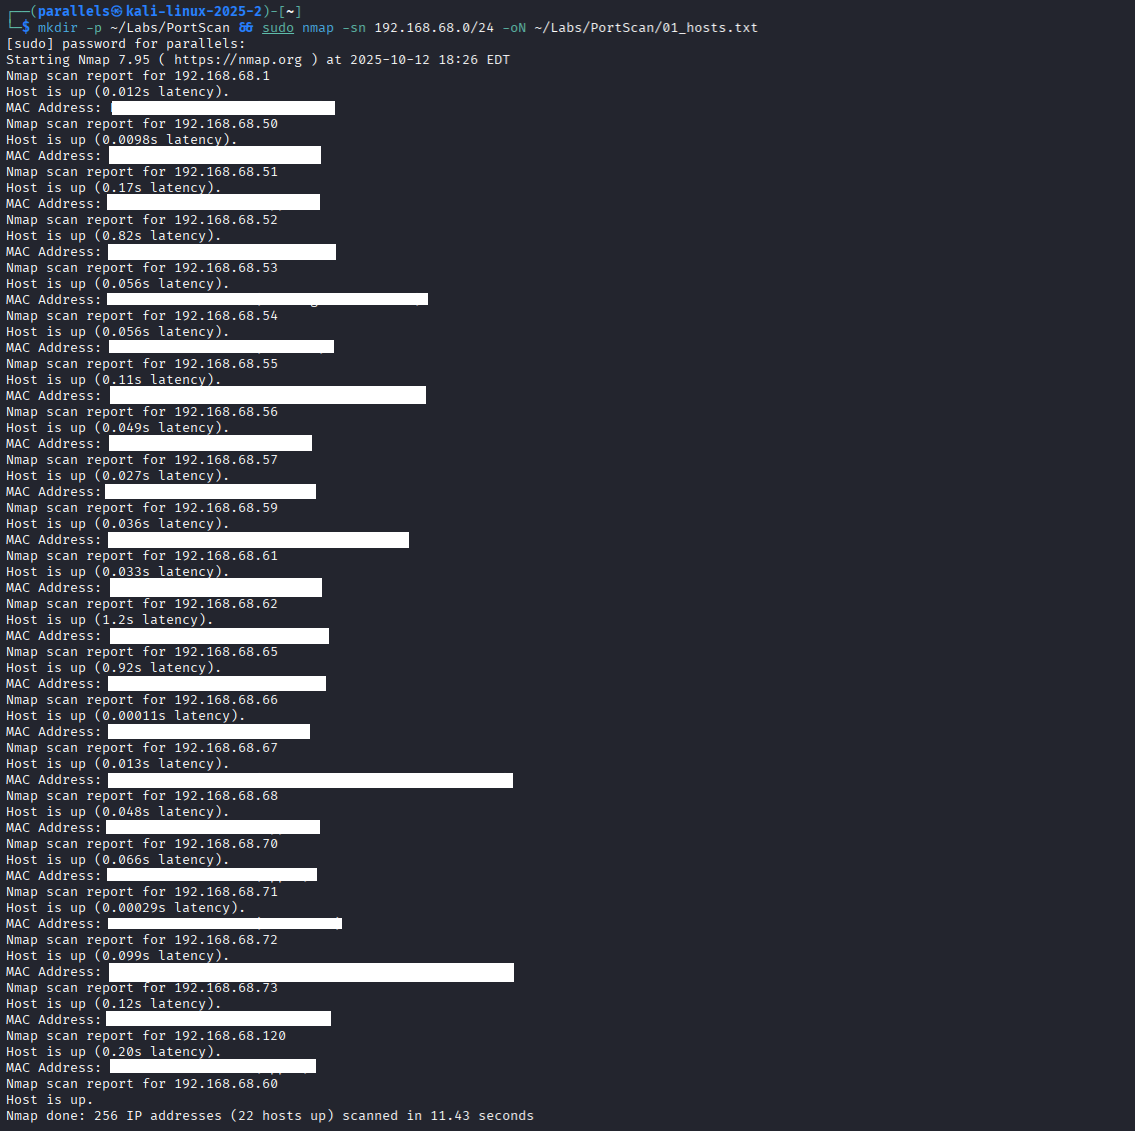 ┌──(parallels㉿kali-linux-2025-2)-[~]
└─$ mkdir -p ~/Labs/PortScan && sudo nmap -sn 192.168.68.0/24 -oN ~/Labs/PortScan/01_hosts.txt
[sudo] password for parallels:
Starting Nmap 7.95 ( https://nmap.org ) at 2025-10-12 18:26 EDT
Nmap scan report for 192.168.68.1
Host is up (0.012s latency).
MAC Address:
Nmap scan report for 192.168.68.50
Host is up (0.0098s latency).
MAC Address:
Nmap scan report for 192.168.68.51
Host is up (0.17s latency).
MAC Address:
Nmap scan report for 192.168.68.52
Host is up (0.82s latency).
MAC Address:
Nmap scan report for 192.168.68.53
Host is up (0.056s latency).
MAC Address:
Nmap scan report for 192.168.68.54
Host is up (0.056s latency).
MAC Address:
Nmap scan report for 192.168.68.55
Host is up (0.11s latency).
MAC Address:
Nmap scan report for 192.168.68.56
Host is up (0.049s latency).
MAC Address:
Nmap scan report for 192.168.68.57
Host is up (0.027s latency).
MAC Address:
Nmap scan report for 192.168.68.59
Host is up (0.036s latency).
MAC Address:
Nmap scan report for 192.168.68.61
Host is up (0.033s latency).
MAC Address:
Nmap scan report for 192.168.68.62
Host is up (1.2s latency).
MAC Address:
Nmap scan report for 192.168.68.65
Host is up (0.92s latency).
MAC Address:
Nmap scan report for 192.168.68.66
Host is up (0.00011s latency).
MAC Address:
Nmap scan report for 192.168.68.67
Host is up (0.013s latency).
MAC Address:
Nmap scan report for 192.168.68.68
Host is up (0.048s latency).
MAC Address:
Nmap scan report for 192.168.68.70
Host is up (0.066s latency).
MAC Address:
Nmap scan report for 192.168.68.71
Host is up (0.00029s latency).
MAC Address:
Nmap scan report for 192.168.68.72
Host is up (0.099s latency).
MAC Address:
Nmap scan report for 192.168.68.73
Host is up (0.12s latency).
MAC Address:
Nmap scan report for 192.168.68.120
Host is up (0.20s latency).
MAC Address:
Nmap scan report for 192.168.68.60
Host is up.
Nmap done: 256 IP addresses (22 hosts up) scanned in 11.43 seconds